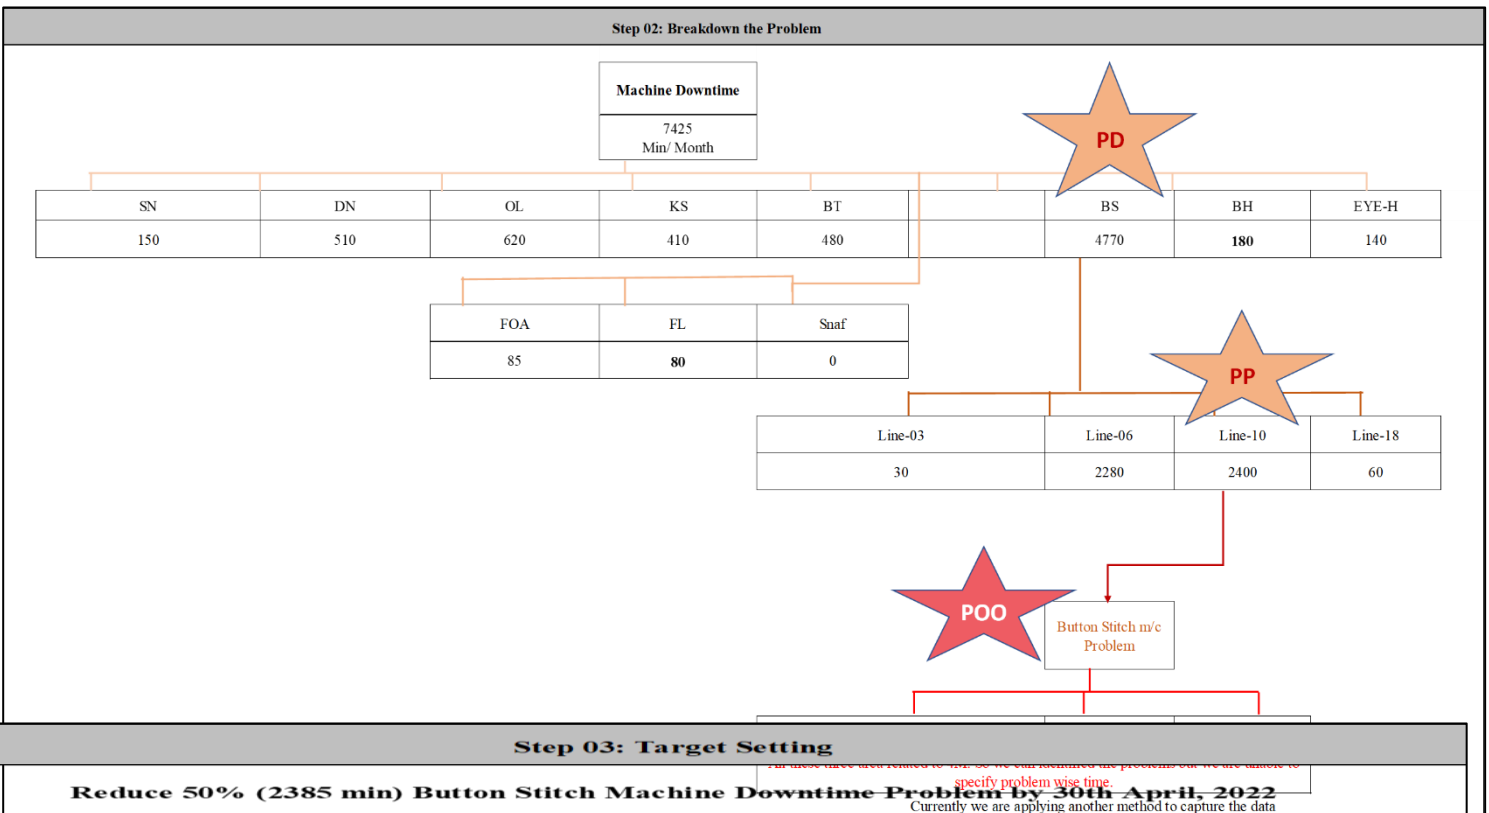 Step 02: Breakdown the Problem
Machine Downtime
7425
Min/ Month
PD
SN DN OL KS BT BS BH EYE-H
150 510 620 410 480 4770 180 140
FOA FL Snaf
85 80 0
PP
Line-03 Line-06 Line-10 Line-18
30 2280 2400 60
POO
Button Stitch m/c
Problem
Step 03: Target Setting
specify problem wise time.
Reduce 50% (2385 min) Button Stitch Machine Downtime Problem by 30th April, 2022
Currently we are applying another method to capture the data